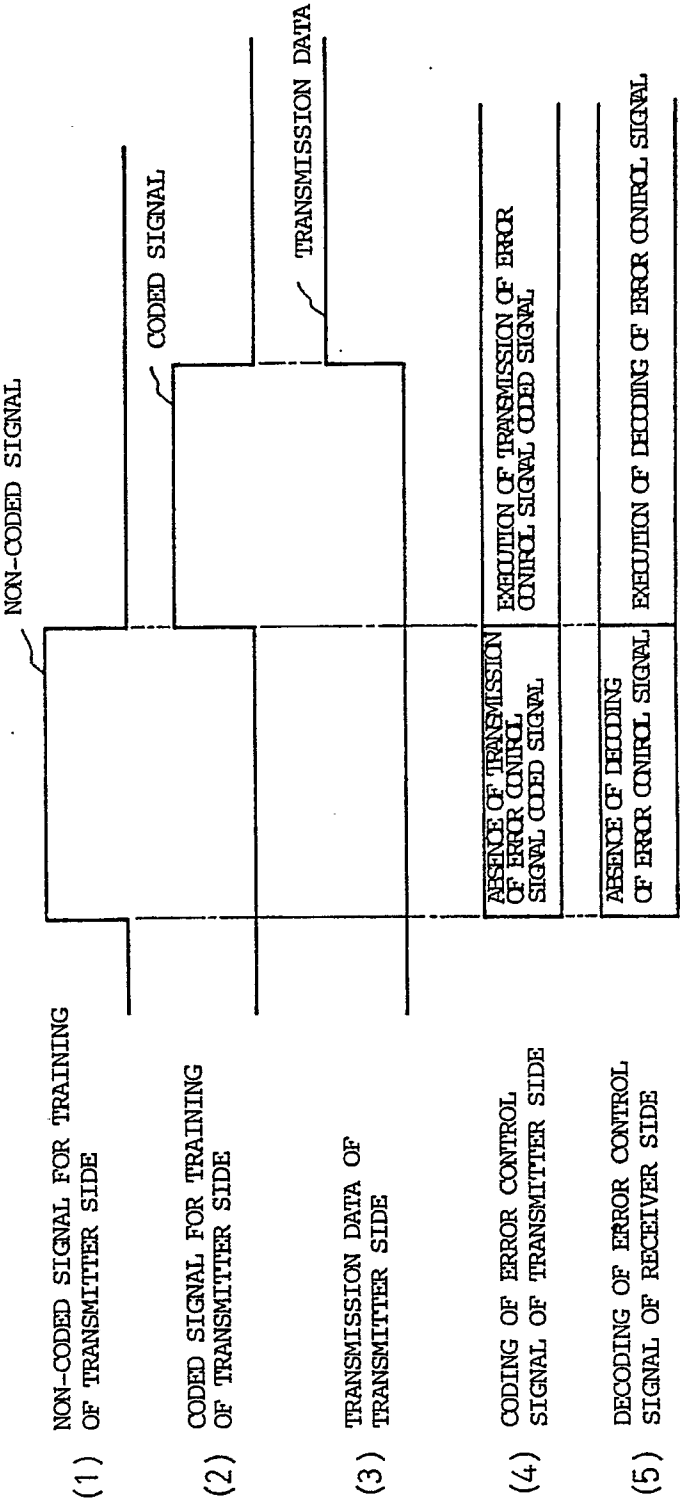 NON-CODED SIGNAL
(1) NON-CODED SIGNAL FOR TRAINING
OF TRANSMITTER SIDE
CODED SIGNAL
(2) CODED SIGNAL FOR TRAINING
OF TRANSMITTER SIDE
TRANSMISSION DATA
(3) TRANSMISSION DATA OF
TRANSMITTER SIDE
(4) CODING OF ERROR CONTROL
SIGNAL OF TRANSMITTER SIDE
ABSENCE OF TRANSMISSION
OF ERROR CONTROL
SIGNAL CODED SIGNAL
EXECUTION OF TRANSMISSION OF ERROR
CONTROL SIGNAL CODED SIGNAL
(5) DECODING OF ERROR CONTROL
SIGNAL OF RECEIVER SIDE
ABSENCE OF DECODING
OF ERROR CONTROL SIGNAL
EXECUTION OF DECODING OF ERROR CONTROL SIGNAL